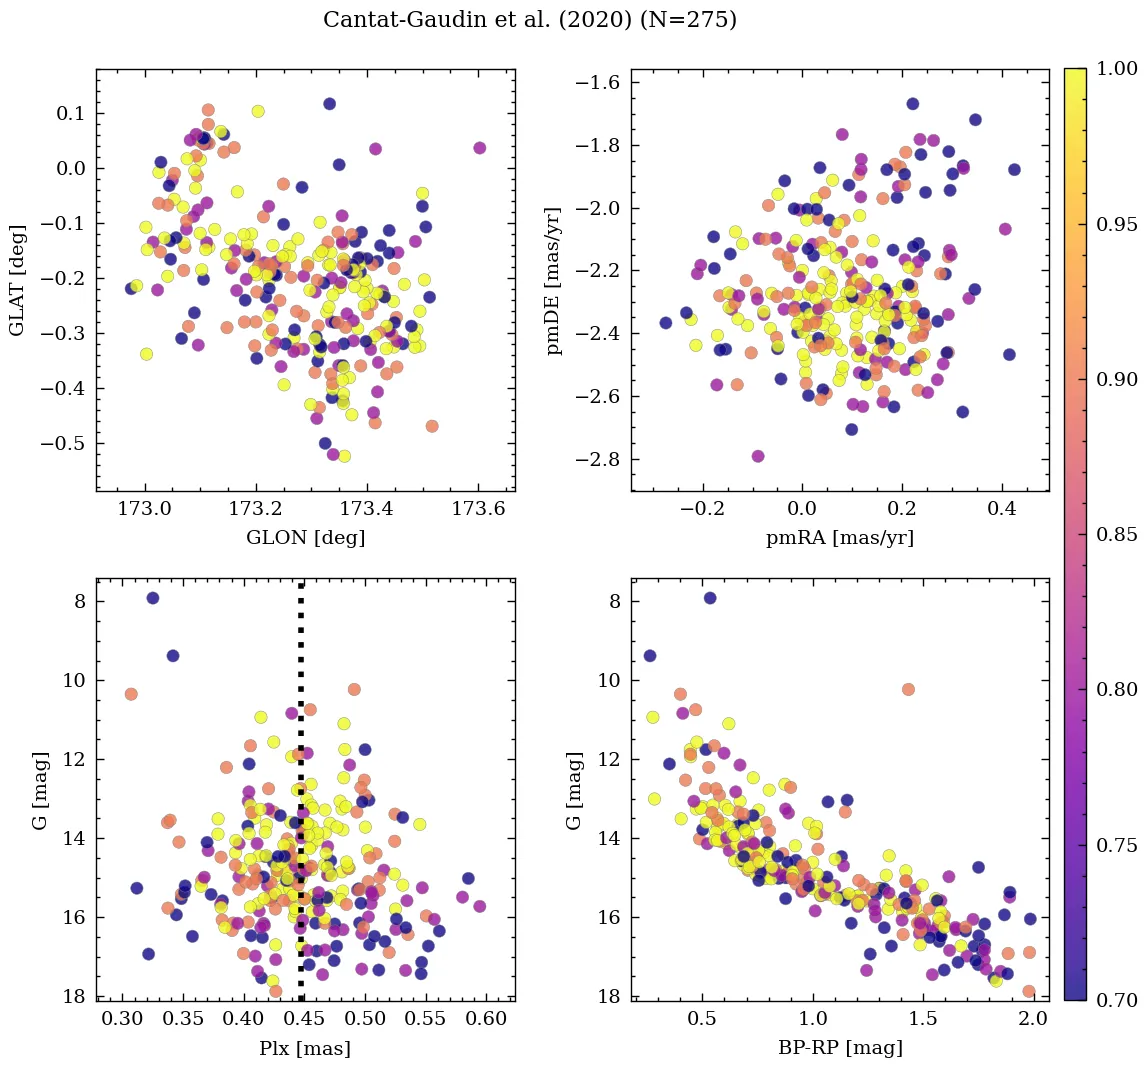 Cantat-Gaudin et al. (2020) (N=275)
GLAT [deg]
0.1
0.0
−0.1
−0.2
−0.3
−0.4
−0.5
173.0 173.2 173.4 173.6
GLON [deg]
pmDE [mas/yr]
−1.6
−1.8
−2.0
−2.2
−2.4
−2.6
−2.8
−0.2 0.0 0.2 0.4
pmRA [mas/yr]
G [mag]
8
10
12
14
16
18
0.30 0.35 0.40 0.45 0.50 0.55 0.60
Plx [mas]
G [mag]
8
10
12
14
16
18
0.5 1.0 1.5 2.0
BP-RP [mag]
1.00
0.95
0.90
0.85
0.80
0.75
0.70